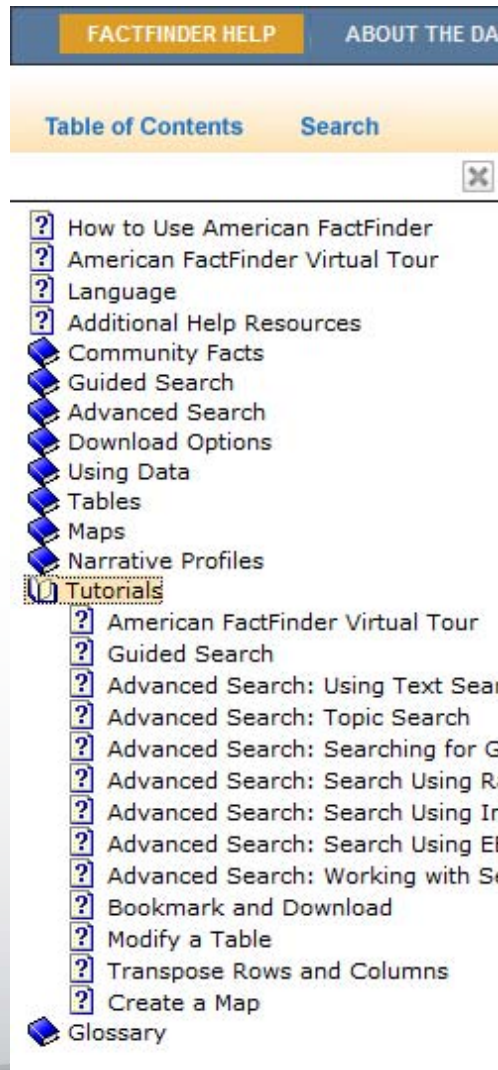 FACTFINDER HELP ABOUT THE
Table of Contents Search
How to Use American FactFinder
American FactFinder Virtual Tour
Language
Additional Help Resources
Community Facts
Guided Search
Advanced Search
Download Options
Using Data
Tables
Maps
Narrative Profiles
Tutorials
American FactFinder Virtual Tour
Guided Search
Advanced Search: Using Text
Advanced Search: Topic Search
Advanced Search: Searching for
Advanced Search: Search Using
Advanced Search: Search Using
Advanced Search: Search Using
Advanced Search: Working with
Bookmark and Download
Modify a Table
Transpose Rows and Columns
Create a Map
Glossary